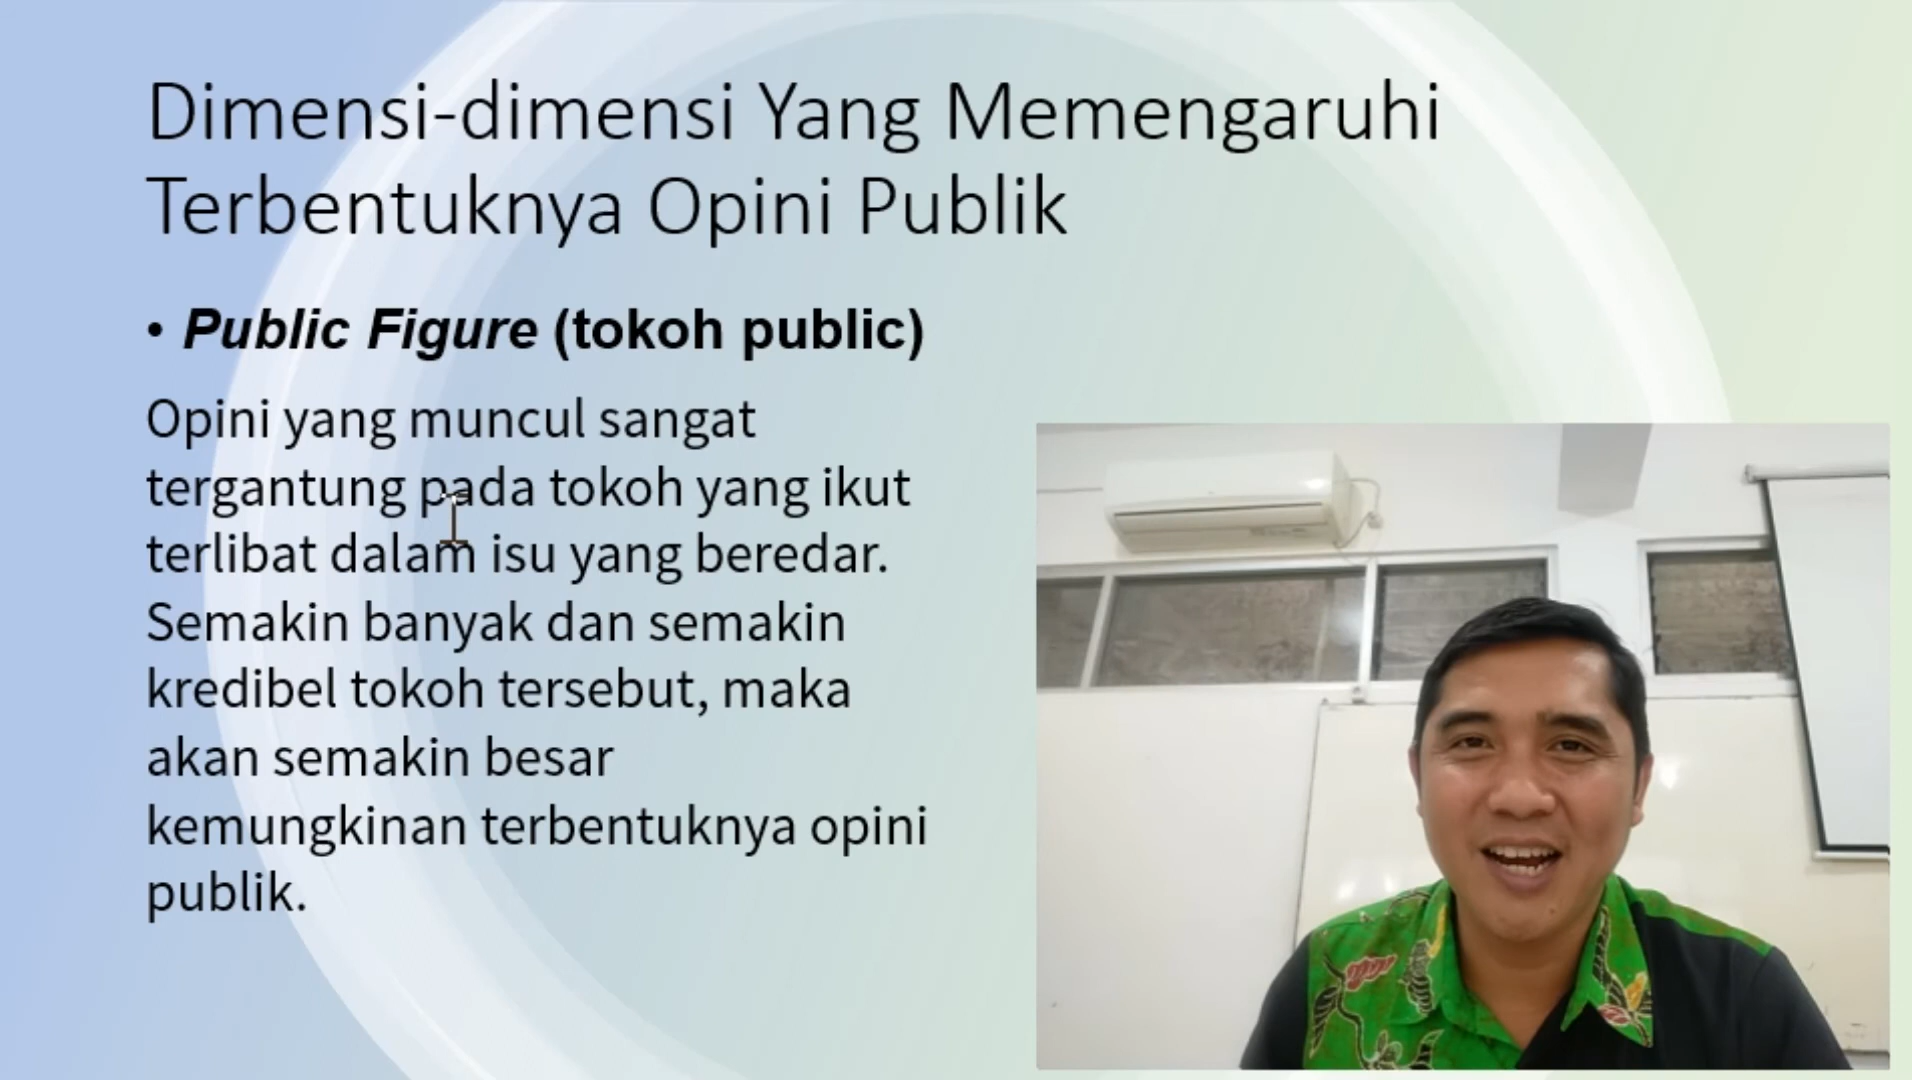 Dimensi-dimensi Yang Memengaruhi
Terbentuknya Opini Publik
• Public Figure (tokoh public)
Opini yang muncul sangat
tergantung pada tokoh yang ikut
terlibat dalam isu yang beredar.
Semakin banyak dan semakin
kredibel tokoh tersebut, maka
akan semakin besar
kemungkinan terbentuknya opini
publik.